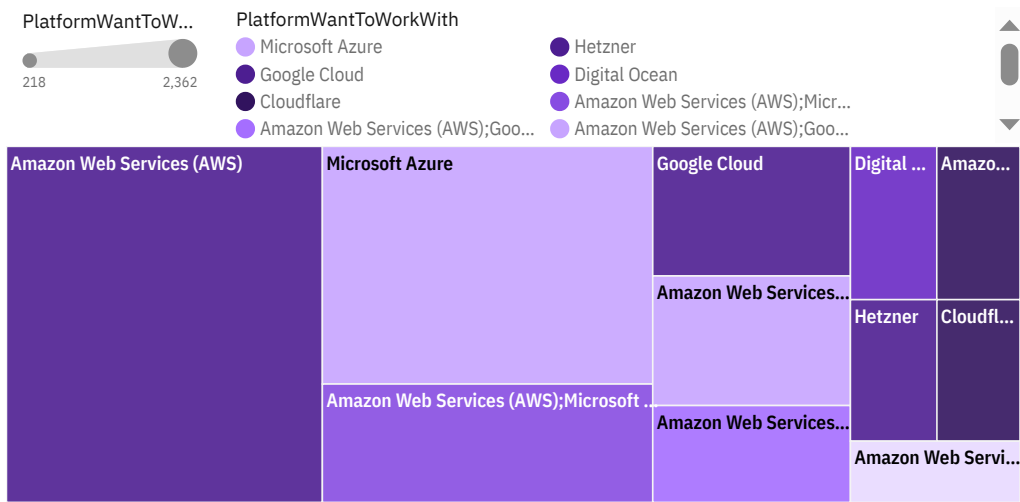 PlatformWantToW...
218
2,362
PlatformWantToWorkWith
Microsoft Azure
Google Cloud
Cloudflare
Amazon Web Services (AWS);Goo...
Hetzner
Digital Ocean
Amazon Web Services (AWS);Micr...
Amazon Web Services (AWS);Goo...
Amazon Web Services (AWS)
Microsoft Azure
Amazon Web Services (AWS);Microsoft ...
Google Cloud
Amazon Web Services...
Amazon Web Services...
Digital ...
Amazo...
Hetzner
Cloudfl...
Amazon Web Servi...